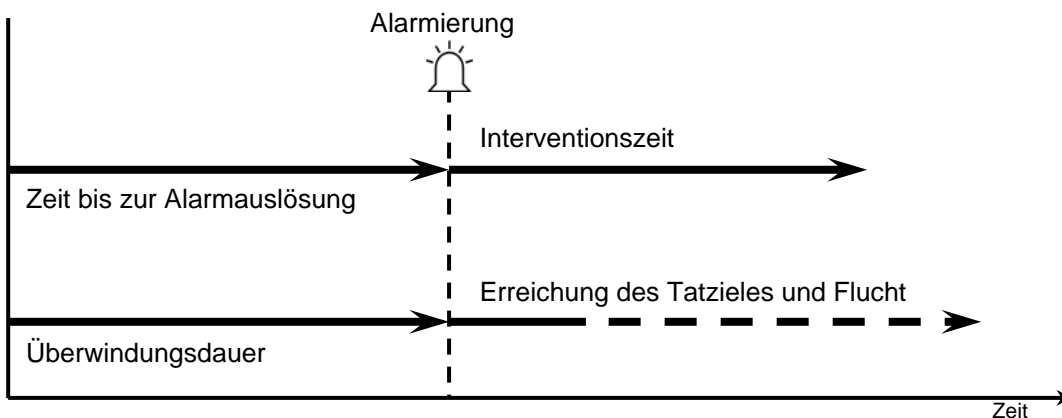 Alarmierung
Interventionszeit
Zeit bis zur Alarmauslösung
Erreichung des Tatzieles und Flucht
Überwindungsdauer
Zeit